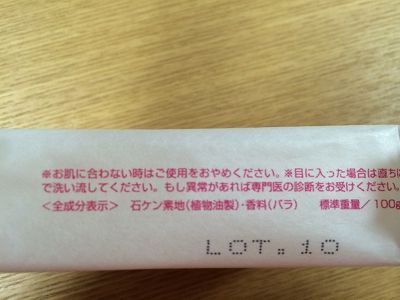 ※お肌に合わない時はご使用をおやめください。※目に入った場合は直ちに
で洗い流してください。もし異常があれば専門医の診断をお受けください。
<全成分表示> 石ケン素地(植物油製)・香料(バラ) 標準重量/100g
LOT. 10